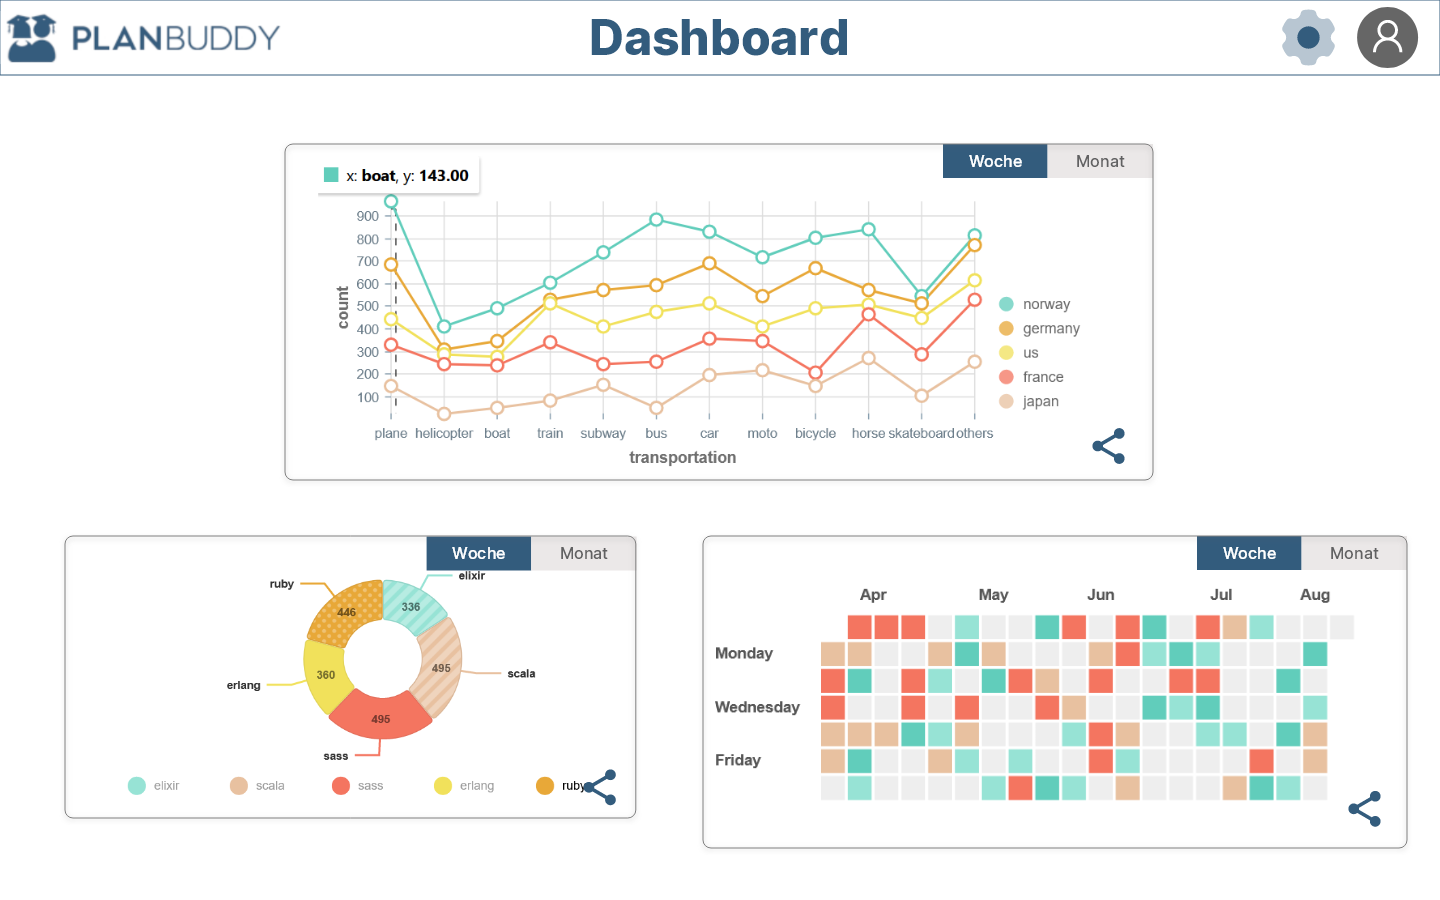 PLANBUDDY
Dashboard
Woche Monat
x: boat, y: 143.00
900
800
700
600
500
400
300
200
100
count
plane helicopter boat train subway bus car moto bicycle horse skateboard others
transportation
norway
germany
us
france
japan
Woche Monat
elixir
ruby
336
446
495
scala
360
erlang
495
sass
elixir scala sass erlang ruby
Woche Monat
Apr May Jun Jul Aug
Monday
Wednesday
Friday